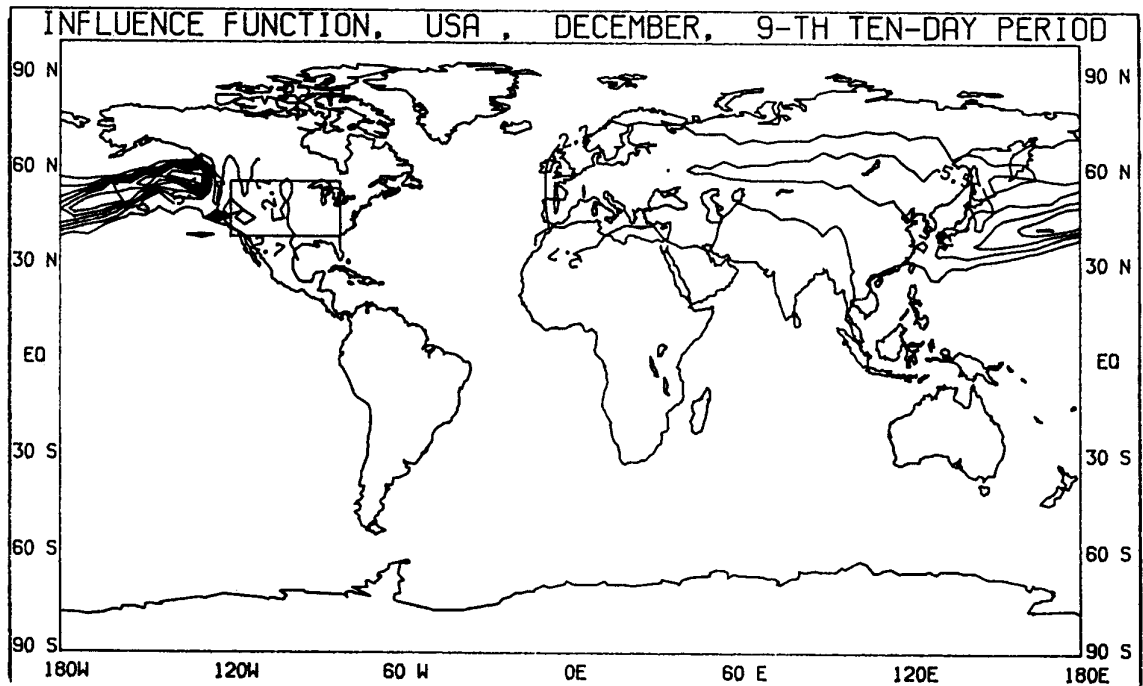 INFLUENCE FUNCTION, USA , DECEMBER, 9-TH TEN-DAY PERIOD
90 N 90 N
60 N 60 N
30 N 30 N
EQ EQ
30 S 30 S
60 S 60 S
90 S 90 S
180W 120W 60 W 0E 60 E 120E 180E